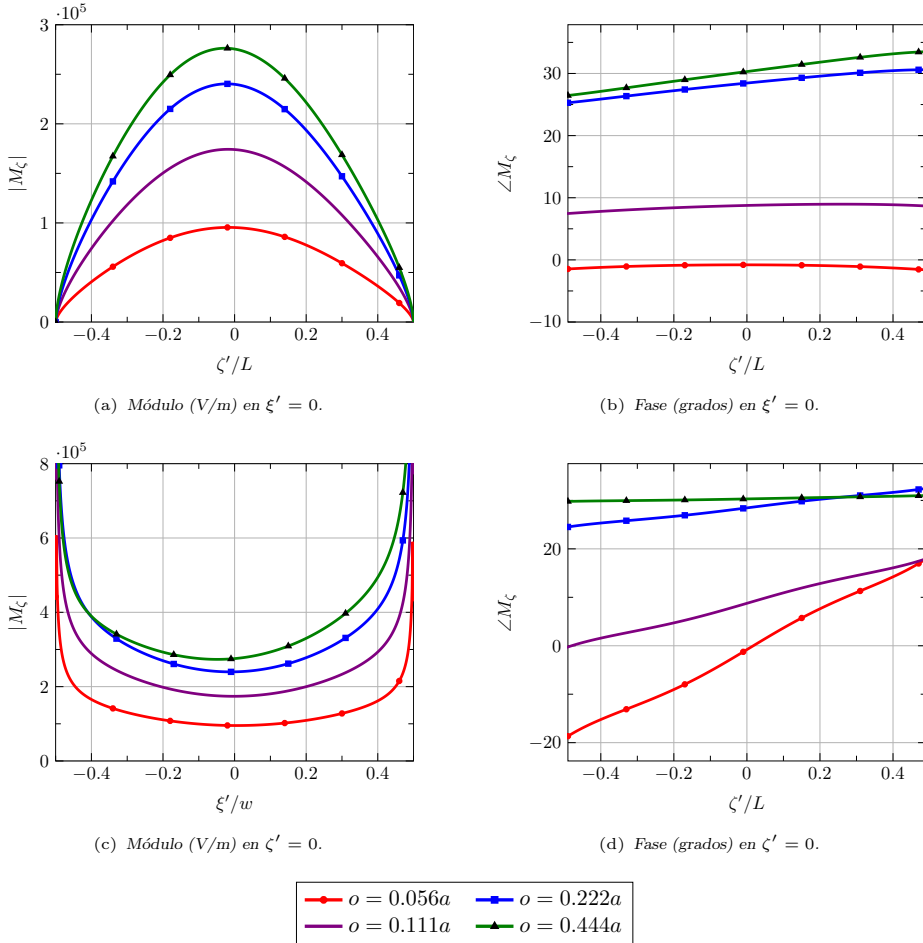 ·10⁵
3
2
1
0
|M_ζ|
−0.4 −0.2 0 0.2 0.4
ζ′/L
(a) Módulo (V/m) en ξ′ = 0.
30
20
10
0
−10
∠M_ζ
−0.4 −0.2 0 0.2 0.4
ζ′/L
(b) Fase (grados) en ξ′ = 0.
·10⁵
8
6
4
2
0
|M_ζ|
−0.4 −0.2 0 0.2 0.4
ξ′/w
(c) Módulo (V/m) en ζ′ = 0.
20
0
−20
∠M_ζ
−0.4 −0.2 0 0.2 0.4
ζ′/L
(d) Fase (grados) en ζ′ = 0.
o = 0.056a o = 0.222a
o = 0.111a o = 0.444a